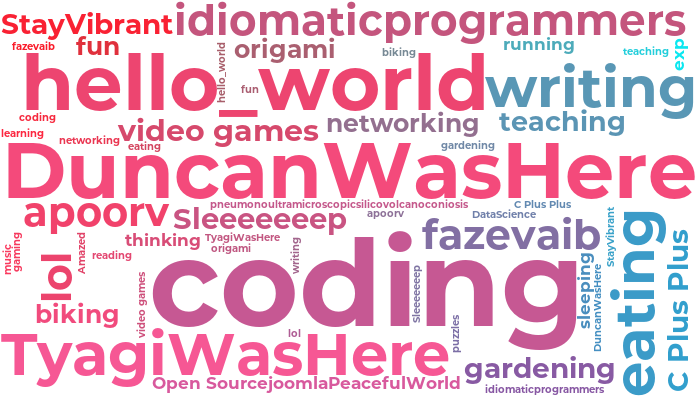 StayVibrant
idiomaticprogrammers
fazevaib
fun
hello_world
origami
biking
running
teaching
exp
hello_world
fun
writing
coding
learning
networking
video games
eating
networking
gardening
teaching
DuncanWasHere
pneumonoultramicroscopicsilicovolcanoconiosis
C Plus Plus
apoorv
Sleeeeeeep
apoorv
DataScience
fazevaib
StayVibrant
eating
C Plus Plus
music
gaming
lol
Amazed
thinking
TyagiWasHere
origami
reading
writing
coding
video games
Sleeeeeeep
sleeping
DuncanWasHere
biking
lol
puzzles
TyagiWasHere
gardening
Open SourcejoomlaPeacefulWorld
idiomaticprogrammers